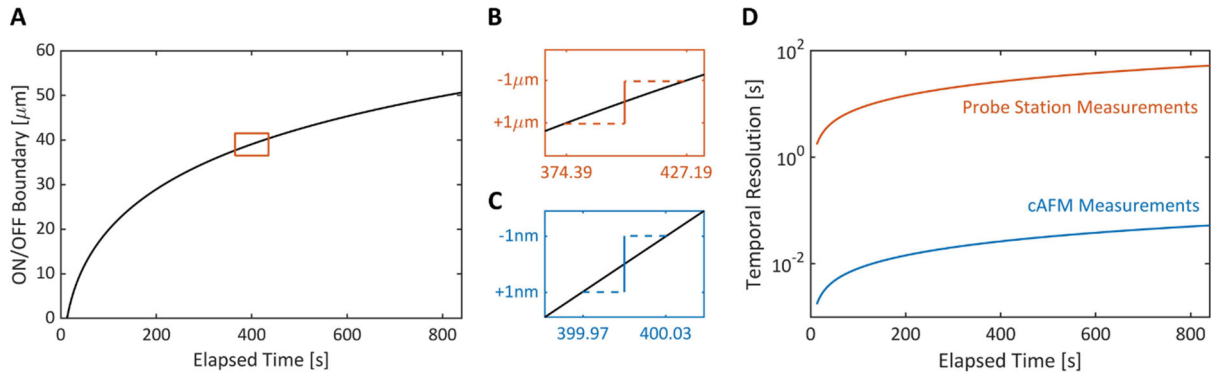 A
ON/OFF Boundary [μm]
60
50
40
30
20
10
0
0 200 400 600 800
Elapsed Time [s]
B
-1μm
+1μm
374.39 427.19
C
-1nm
+1nm
399.97 400.03
D
Temporal Resolution [s]
10²
10⁰
10⁻²
Probe Station Measurements
cAFM Measurements
0 200 400 600 800
Elapsed Time [s]